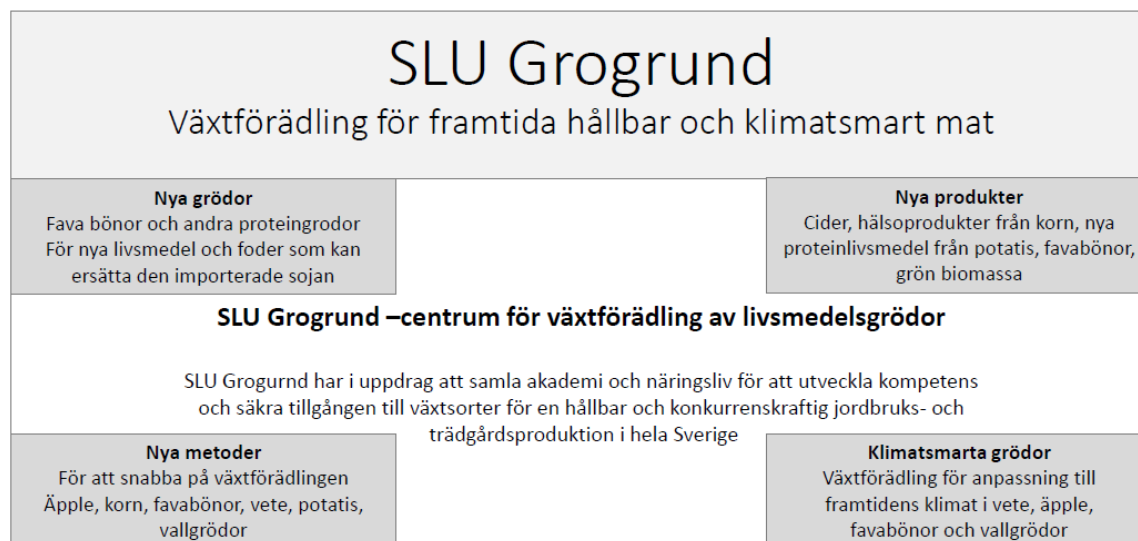 SLU Grogrund
Växtförädling för framtida hållbar och klimatsmart mat
Nya grödor
Fava bönor och andra proteingrodor
För nya livsmedel och foder som kan
ersätta den importerade sojan
Nya produkter
Cider, hälsoprodukter från korn, nya
proteinlivsmedel från potatis, favabönor,
grön biomassa
SLU Grogrund –centrum för växtförädling av livsmedelsgrödor
SLU Grogurnd har i uppdrag att samla akademi och näringsliv för att utveckla kompetens
och säkra tillgången till växtsorter för en hållbar och konkurrenskraftig jordbruks- och
trädgårdsproduktion i hela Sverige
Nya metoder
För att snabba på växtförädlingen
Äpple, korn, favabönor, vete, potatis,
vallgrödor
Klimatsmarta grödor
Växtförädling för anpassning till
framtidens klimat i vete, äpple,
favabönor och vallgrödor